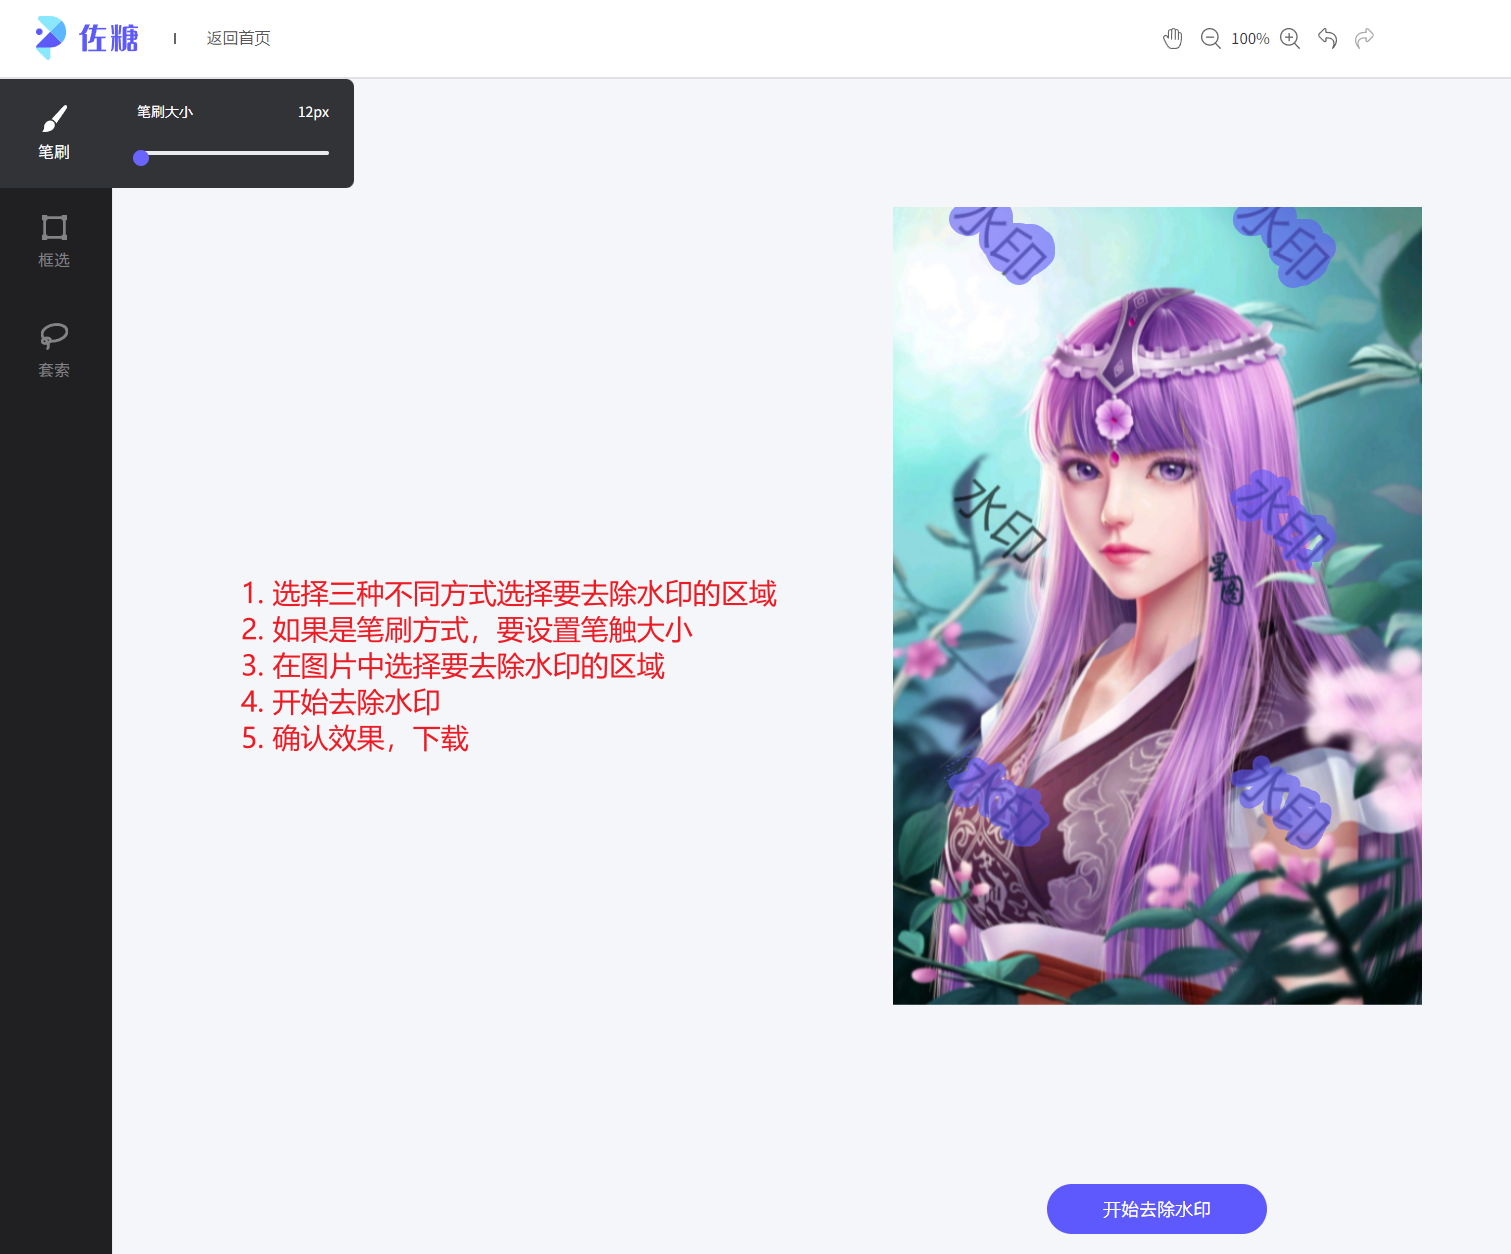 佐糖
返回首页
100%
笔刷
笔刷大小
12px
框选
套索
水印
水印
水印
水印
星图
1. 选择三种不同方式选择要去除水印的区域
2. 如果是笔刷方式，要设置笔触大小
3. 在图片中选择要去除水印的区域
4. 开始去除水印
5. 确认效果，下载
水印
水印
开始去除水印